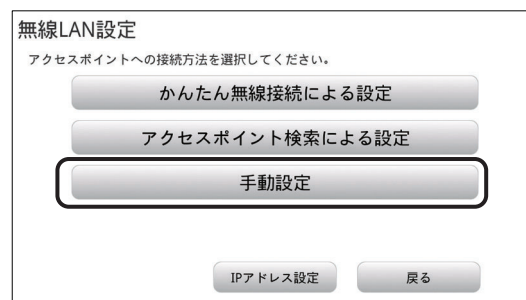 無線LAN設定
アクセスポイントへの接続方法を選択してください。
かんたん無線接続による設定
アクセスポイント検索による設定
手動設定
IPアドレス設定 戻る